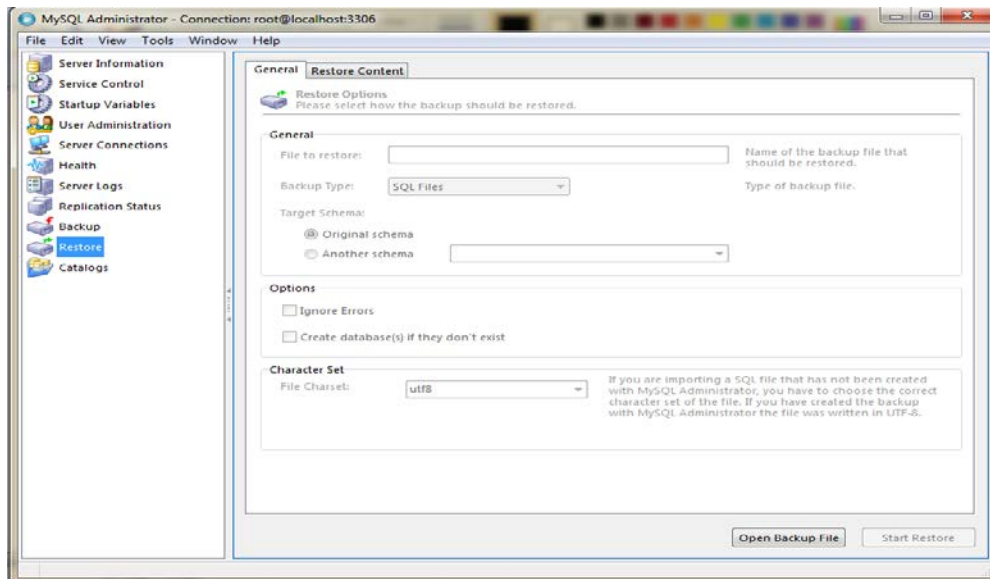 MySQL Administrator - Connection: root@localhost:3306
File Edit View Tools Window Help
Server Information
Service Control
Startup Variables
User Administration
Server Connections
Health
Server Logs
Replication Status
Backup
Restore
Catalogs
General Restore Content
Restore Options
Please select how the backup should be restored.
General
File to restore:
Name of the backup file that
should be restored.
Backup Type: SQL Files
Type of backup file.
Target Schema:
Original schema
Another schema
Options
Ignore Errors
Create database(s) if they don't exist
Character Set
File Charset: utf8
If you are importing a SQL file that has not been created
with MySQL Administrator, you have to choose the correct
character set of the file. If you have created the backup
with MySQL Administrator the file was written in UTF-8.
Open Backup File Start Restore